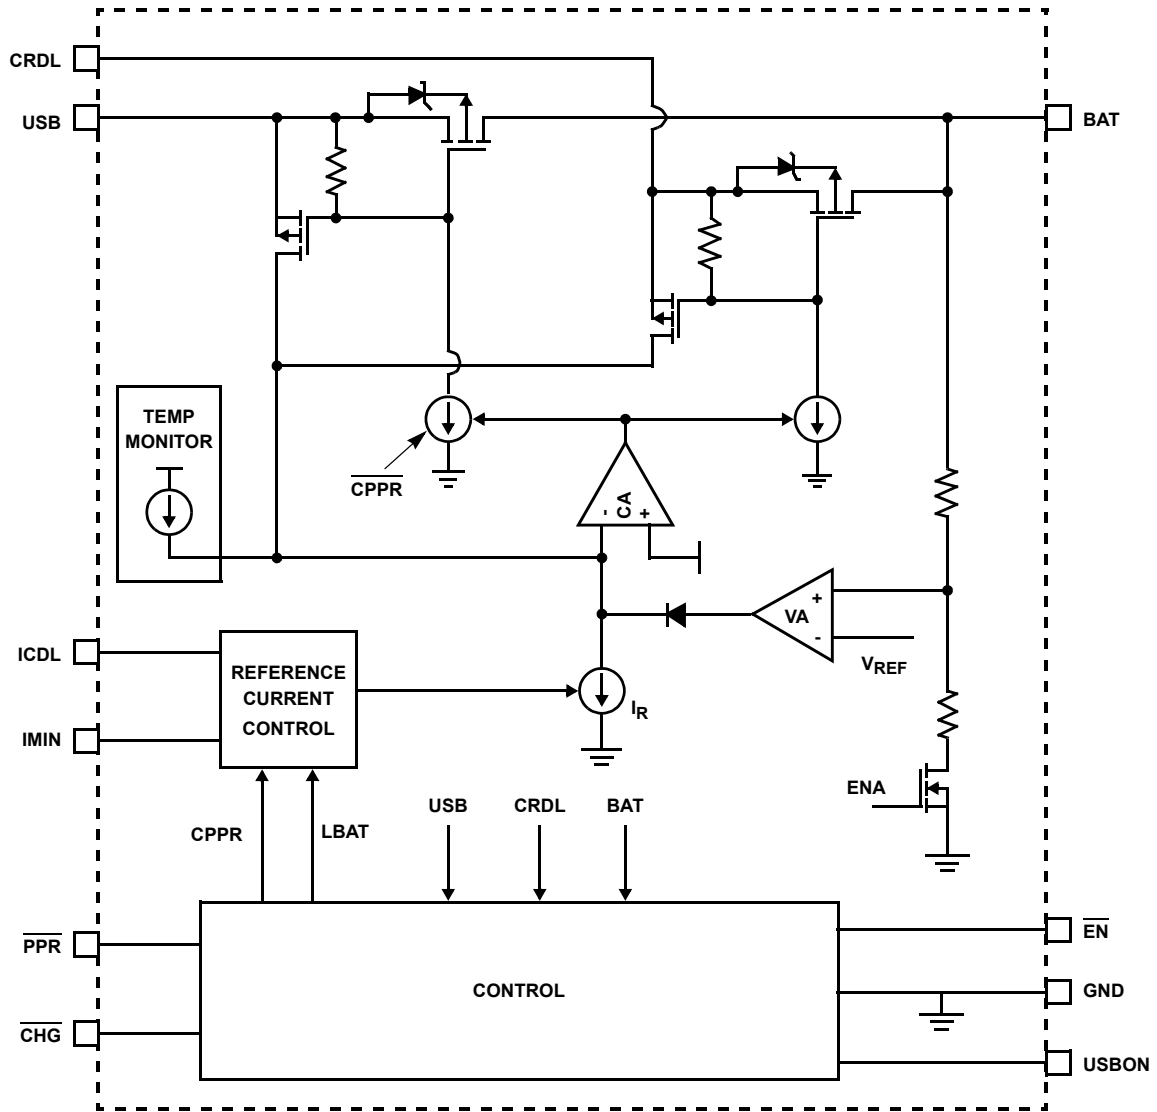 CRDL
USB
BAT
TEMP
MONITOR
CPPR
- CA +
ICDL
IMIN
REFERENCE
CURRENT
CONTROL
+
VA
-
VREF
IR
ENA
CPPR
LBAT
USB
CRDL
BAT
PPR
CHG
CONTROL
EN
GND
USBON